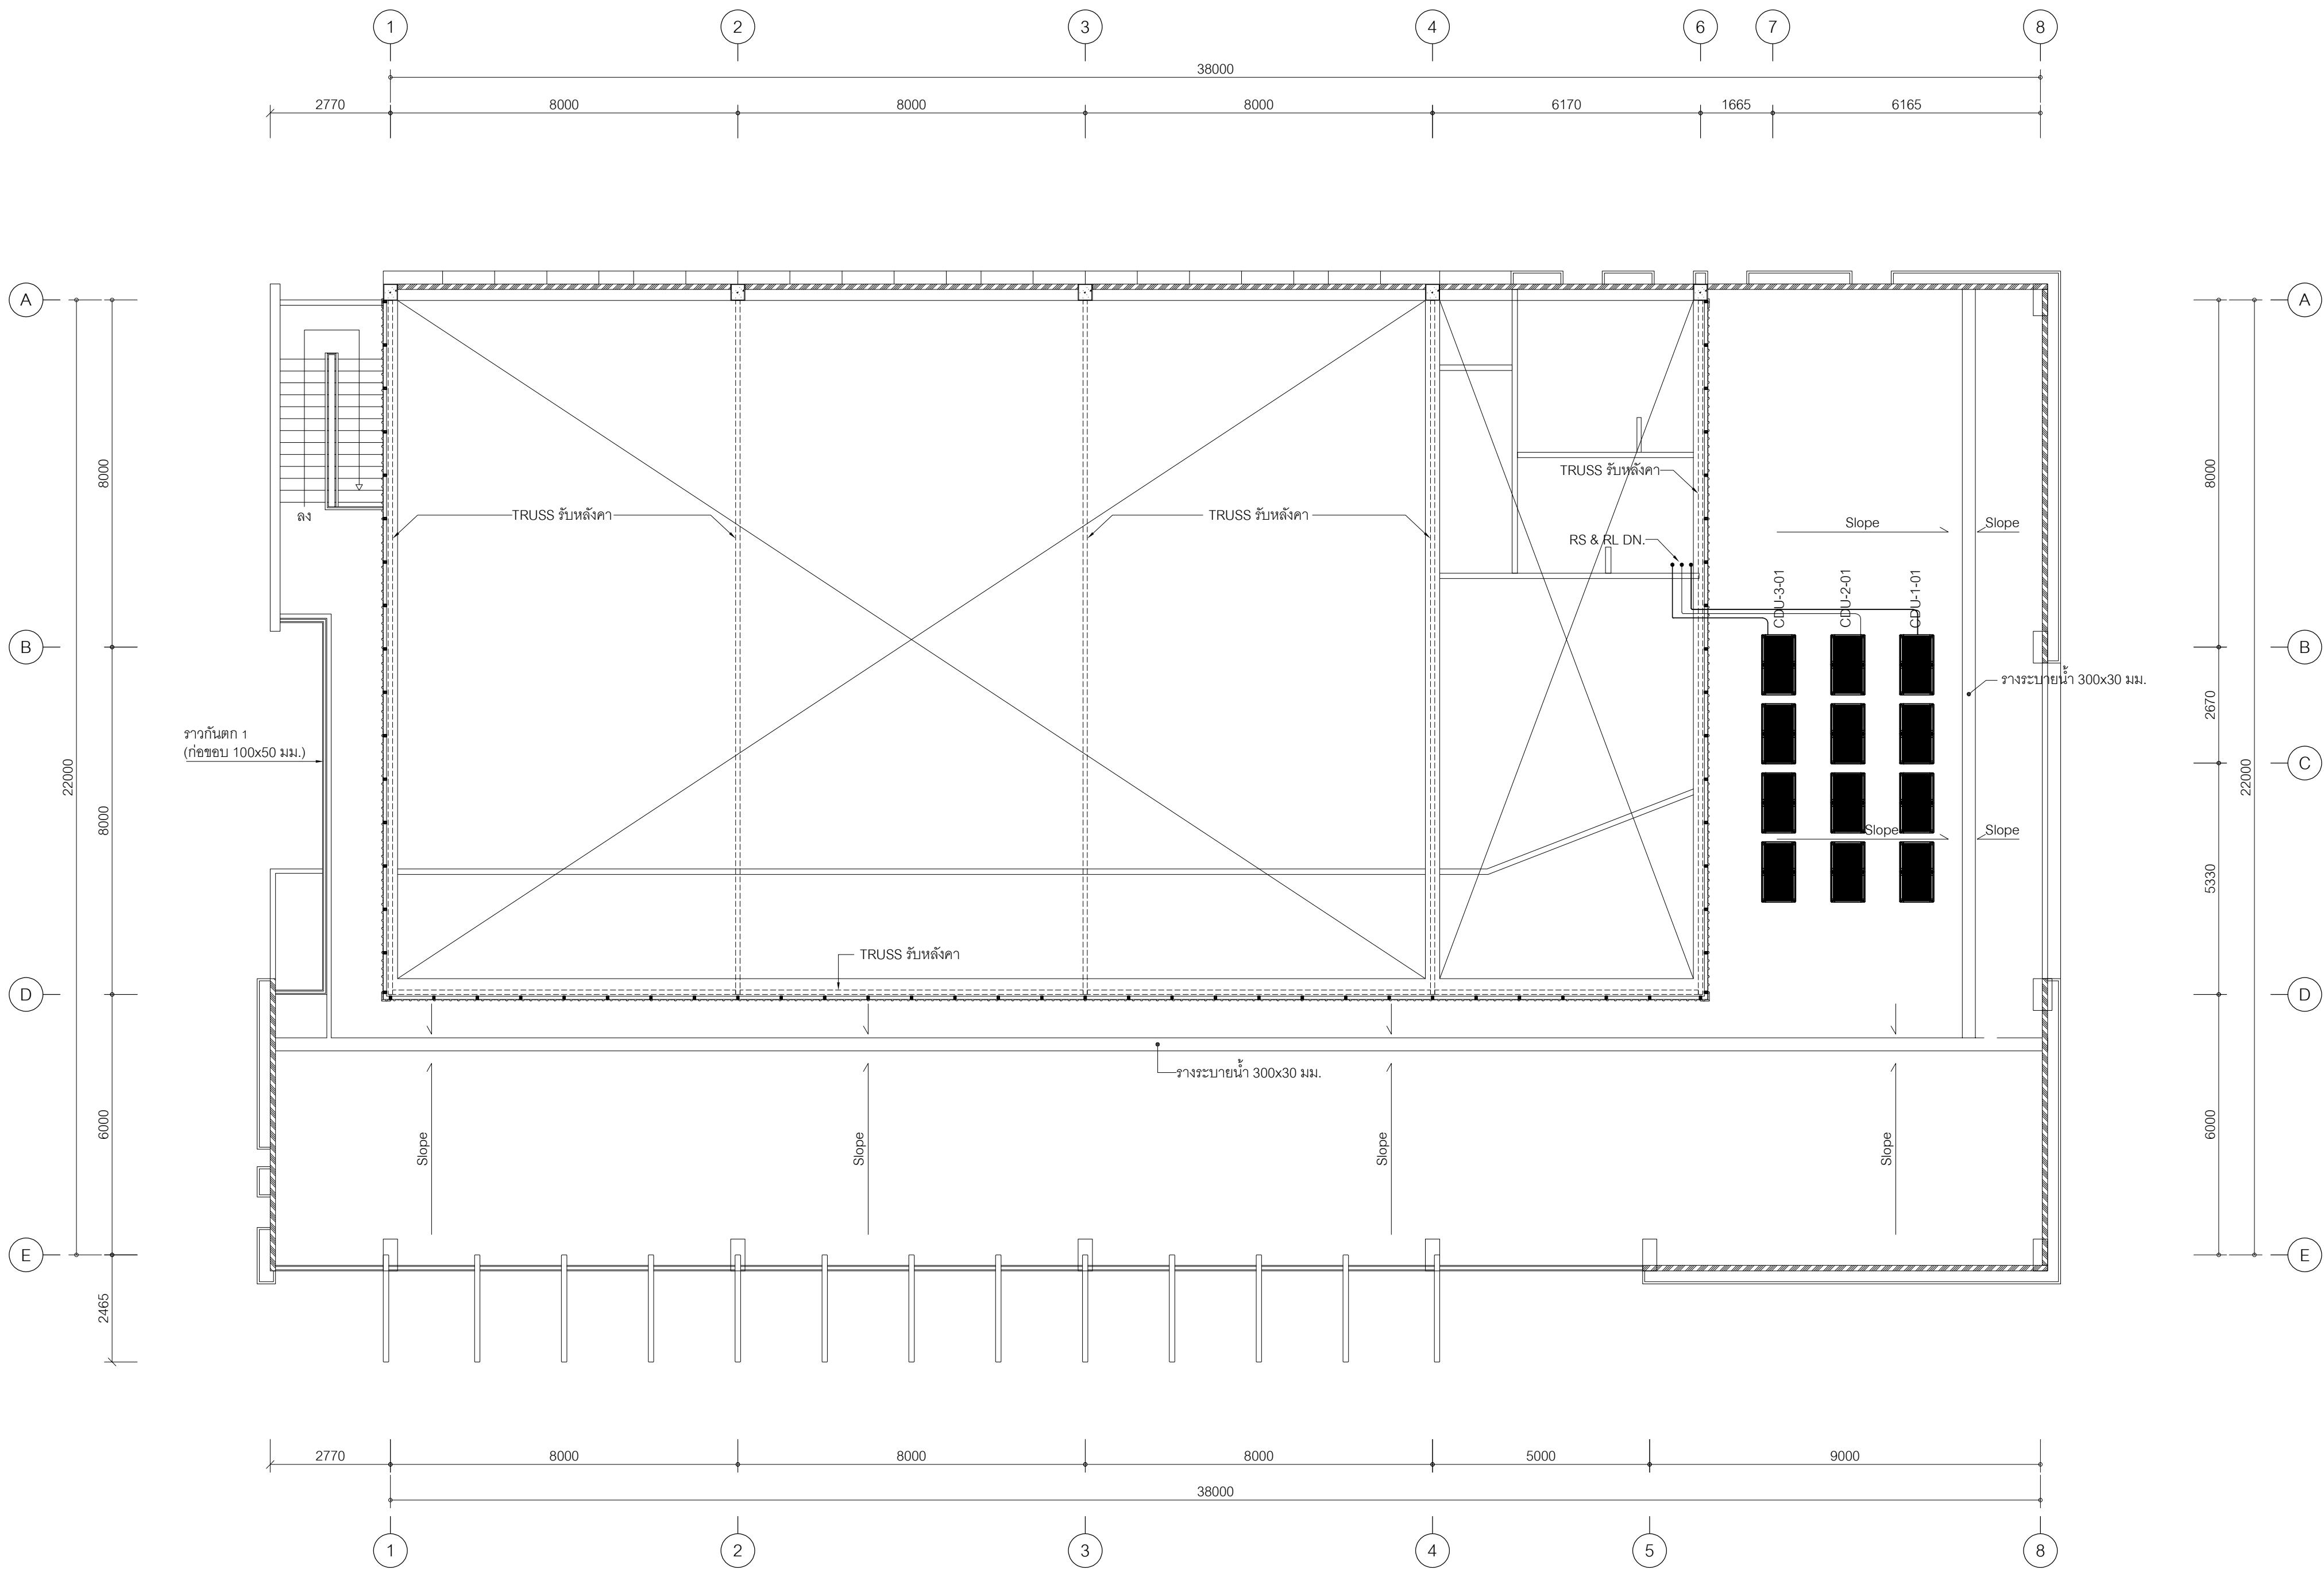 1 2 3 4 6 7 8
38000
2770 8000 8000 8000 6170 1665 6165
A A
8000 8000
TRUSS รับหลังคา
ลง
TRUSS รับหลังคา
TRUSS รับหลังคา
Slope
Slope
RS & RL DN.
CDU-3-01
CDU-2-01
CDU-1-01
B B
รางระบายน้ำ 300x30 มม.
2670
ราวกันตก 1
(ก่อขอบ 100x50 มม.)
22000
8000
C
22000
Slope
Slope
5330
TRUSS รับหลังคา
D D
รางระบายน้ำ 300x30 มม.
6000
Slope
Slope
Slope
Slope
6000
E E
2465
2770 8000 8000 8000 5000 9000
38000
1 2 3 4 5 8